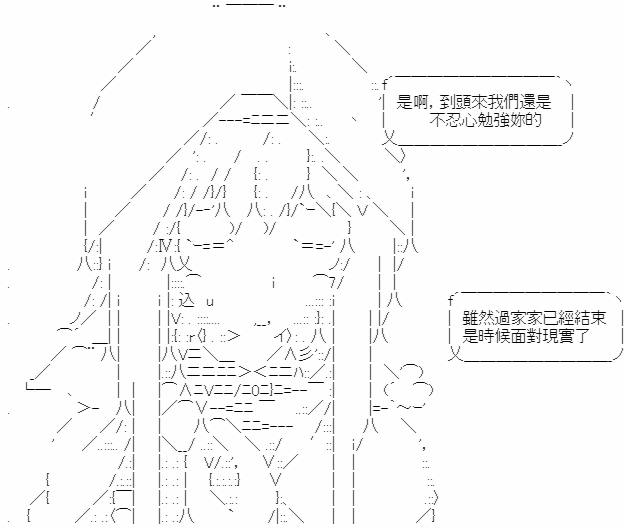 是啊，到頭來我們還是
不忍心勉強妳的
雖然過家家已經結束
是時候面對現實了